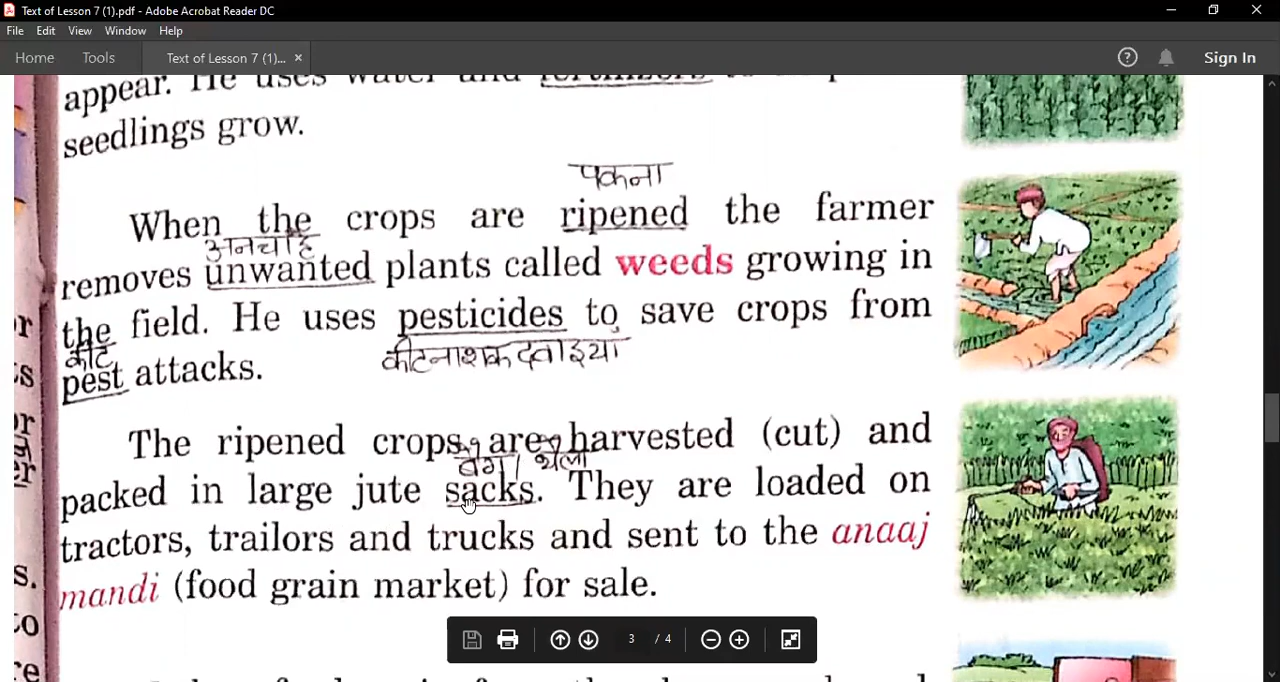 Text of Lesson 7 (1).pdf - Adobe Acrobat Reader DC
File Edit View Window Help
Home Tools Text of Lesson 7 (1)... × Sign In
appear. He uses water and fertilizers
seedlings grow.
पकना
When the crops are ripened the farmer
अनचाहे
removes unwanted plants called weeds growing in
the field. He uses pesticides to save crops from
कीट कीटनाशक दवाइया
pest attacks.
The ripened crops are harvested (cut) and
बैग / थैला
packed in large jute sacks. They are loaded on
tractors, trailors and trucks and sent to the anaaj
mandi (food grain market) for sale.
3 / 4